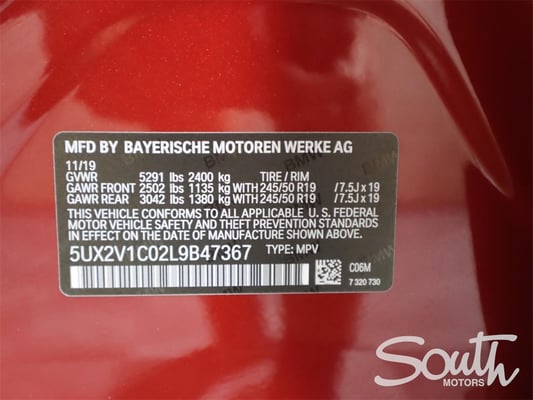 MFD BY BAYERISCHE MOTOREN WERKE AG
11/19
GVWR 5291 lbs 2400 kg TIRE / RIM
GAWR FRONT 2502 lbs 1135 kg WITH 245/50 R19 / 7.5J x 19
GAWR REAR 3042 lbs 1380 kg WITH 245/50 R19 / 7.5J x 19
THIS VEHICLE CONFORMS TO ALL APPLICABLE U. S. FEDERAL
MOTOR VEHICLE SAFETY AND THEFT PREVENTION STANDARDS
IN EFFECT ON THE DATE OF MANUFACTURE SHOWN ABOVE.
5UX2V1C02L9B47367 TYPE: MPV
C06M
7 320 730
South
MOTORS